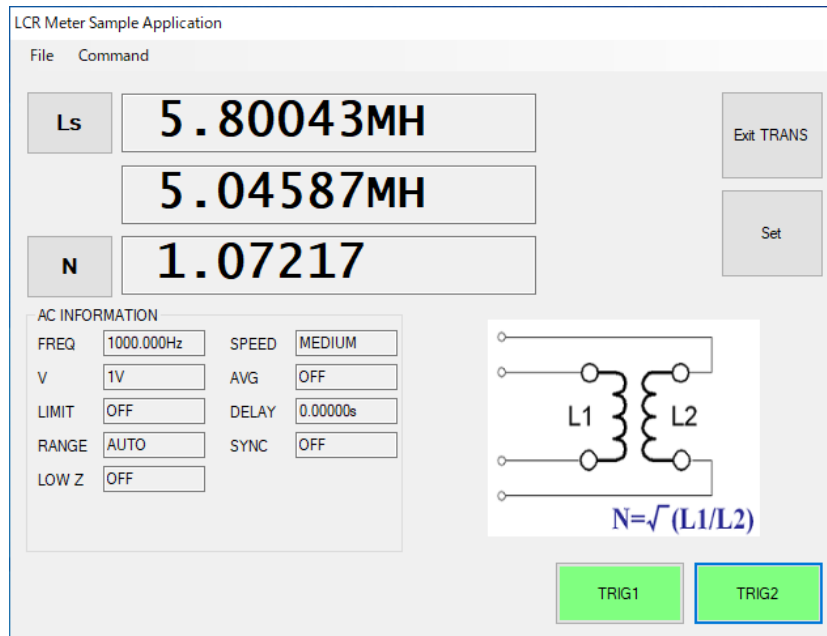 LCR Meter Sample Application
File Command
Ls 5.80043MH
Exit TRANS
5.04587MH
Set
N 1.07217
AC INFORMATION
FREQ 1000.000Hz SPEED MEDIUM
V 1V AVG OFF
LIMIT OFF DELAY 0.00000s
RANGE AUTO SYNC OFF
LOW Z OFF
L1 L2
N=√(L1/L2)
TRIG1 TRIG2